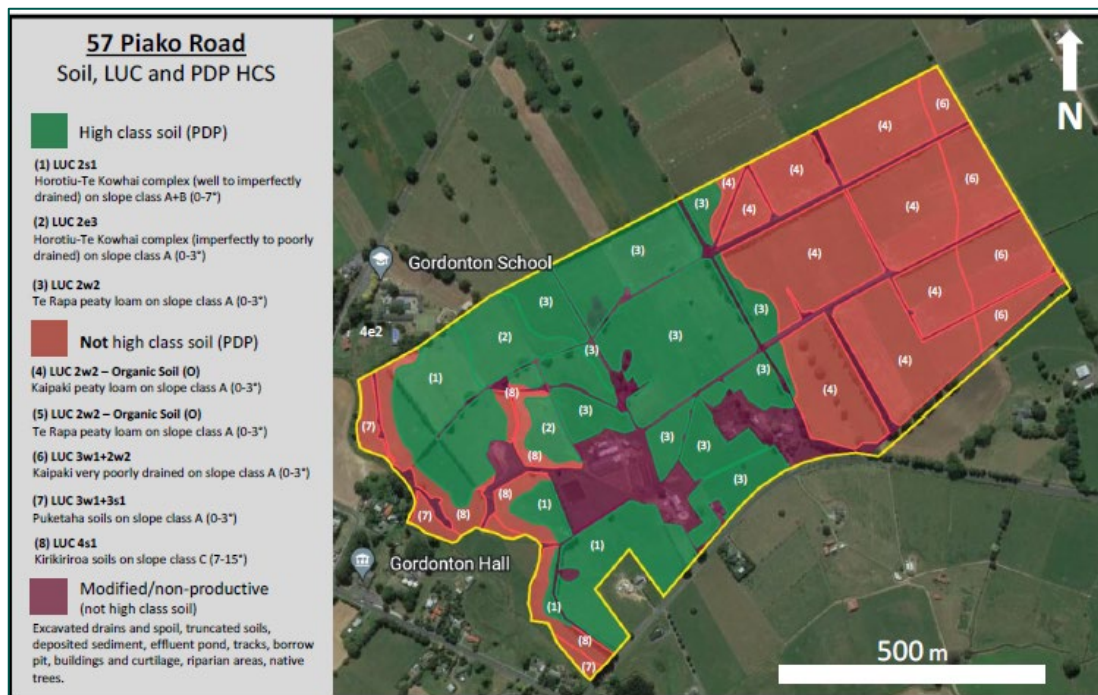 57 Piako Road
Soil, LUC and PDP HCS
High class soil (PDP)
(1) LUC 2s1
Horotiu-Te Kowhai complex (well to imperfectly
drained) on slope class A+B (0-7°)
(2) LUC 2e3
Horotiu-Te Kowhai complex (imperfectly to poorly
drained) on slope class A (0-3°)
(3) LUC 2w2
Te Rapa peaty loam on slope class A (0-3°)
Not high class soil (PDP)
(4) LUC 2w2 – Organic Soil (O)
Kaipaki peaty loam on slope class A (0-3°)
(5) LUC 2w2 – Organic Soil (O)
Te Rapa peaty loam on slope class A (0-3°)
(6) LUC 3w1+2w2
Kaipaki very poorly drained on slope class A (0-3°)
(7) LUC 3w1+3s1
Puketaha soils on slope class A (0-3°)
(8) LUC 4s1
Kirikiriroa soils on slope class C (7-15°)
Modified/non-productive
(not high class soil)
Excavated drains and spoil, truncated soils,
deposited sediment, effluent pond, tracks, borrow
pit, buildings and curtilage, riparian areas, native
trees.
N
(6)
(4)
(4)
(6)
(4)
(4)
(3)
(4)
(6)
(3)
(4)
Gordonton School
(3)
(3)
(4)
(6)
4e2
(2)
(3)
(3)
(3)
(4)
(1)
(3)
(8)
(4)
(3)
(7)
(2)
(3)
(3)
(8)
(3)
(8)
(1)
(7)
(8)
(1)
Gordonton Hall
(1)
(8)
(7)
500 m